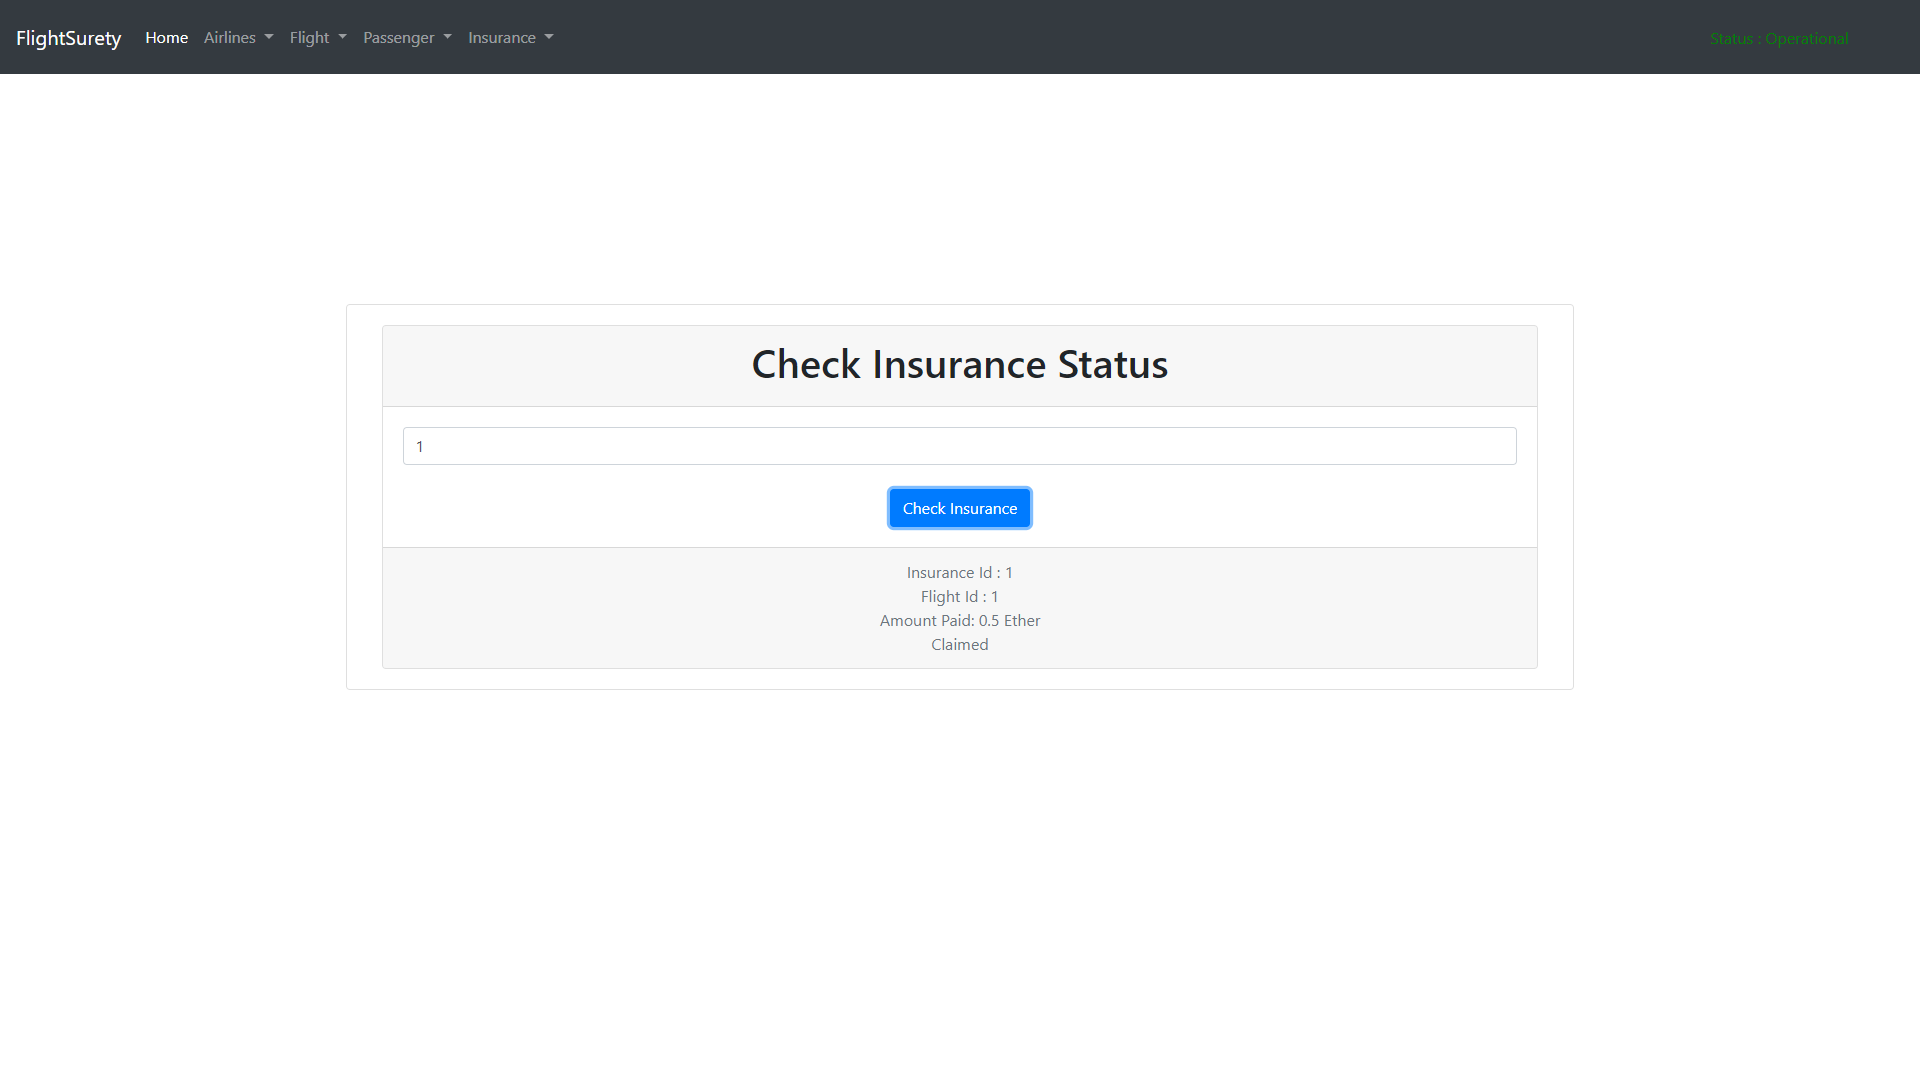 FlightSurety Home Airlines Flight Passenger Insurance Status : Operational
Check Insurance Status
1
Check Insurance
Insurance Id : 1
Flight Id : 1
Amount Paid: 0.5 Ether
Claimed